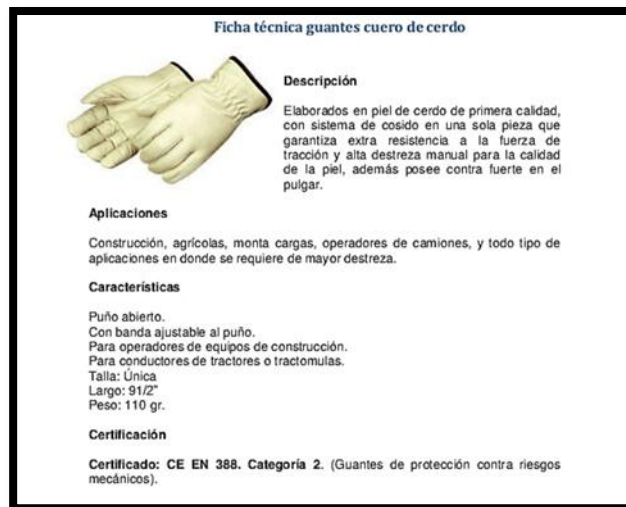 Ficha técnica guantes cuero de cerdo
Descripción
Elaborados en piel de cerdo de primera calidad,
con sistema de cosido en una sola pieza que
garantiza extra resistencia a la fuerza de
tracción y alta destreza manual para la calidad
de la piel, además posee contra fuerte en el
pulgar.
Aplicaciones
Construcción, agrícolas, monta cargas, operadores de camiones, y todo tipo de
aplicaciones en donde se requiere de mayor destreza.
Características
Puño abierto.
Con banda ajustable al puño.
Para operadores de equipos de construcción.
Para conductores de tractores o tractomulas.
Talla: Única
Largo: 91/2"
Peso: 110 gr.
Certificación
Certificado: CE EN 388. Categoría 2. (Guantes de protección contra riesgos
mecánicos).